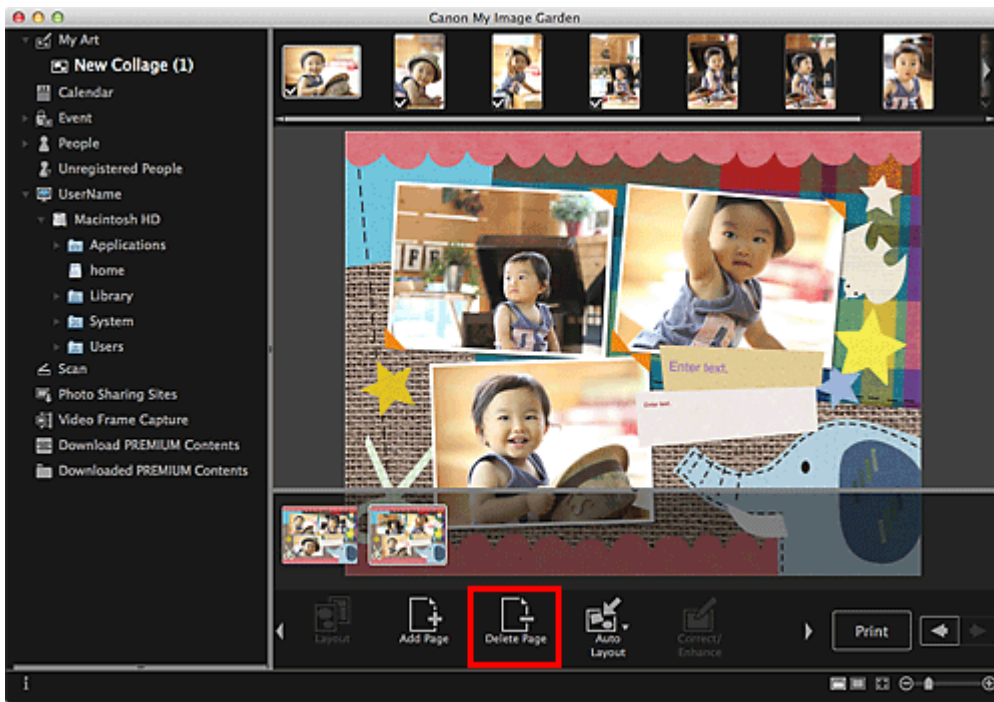 Canon My Image Garden
My Art
New Collage (1)
Calendar
Event
People
Unregistered People
UserName
Macintosh HD
Applications
home
Library
System
Users
Scan
Photo Sharing Sites
Video Frame Capture
Download PREMIUM Contents
Downloaded PREMIUM Contents
Enter text.
Enter text.
Layout
Add Page
Delete Page
Auto
Layout
Correct/
Enhance
Print